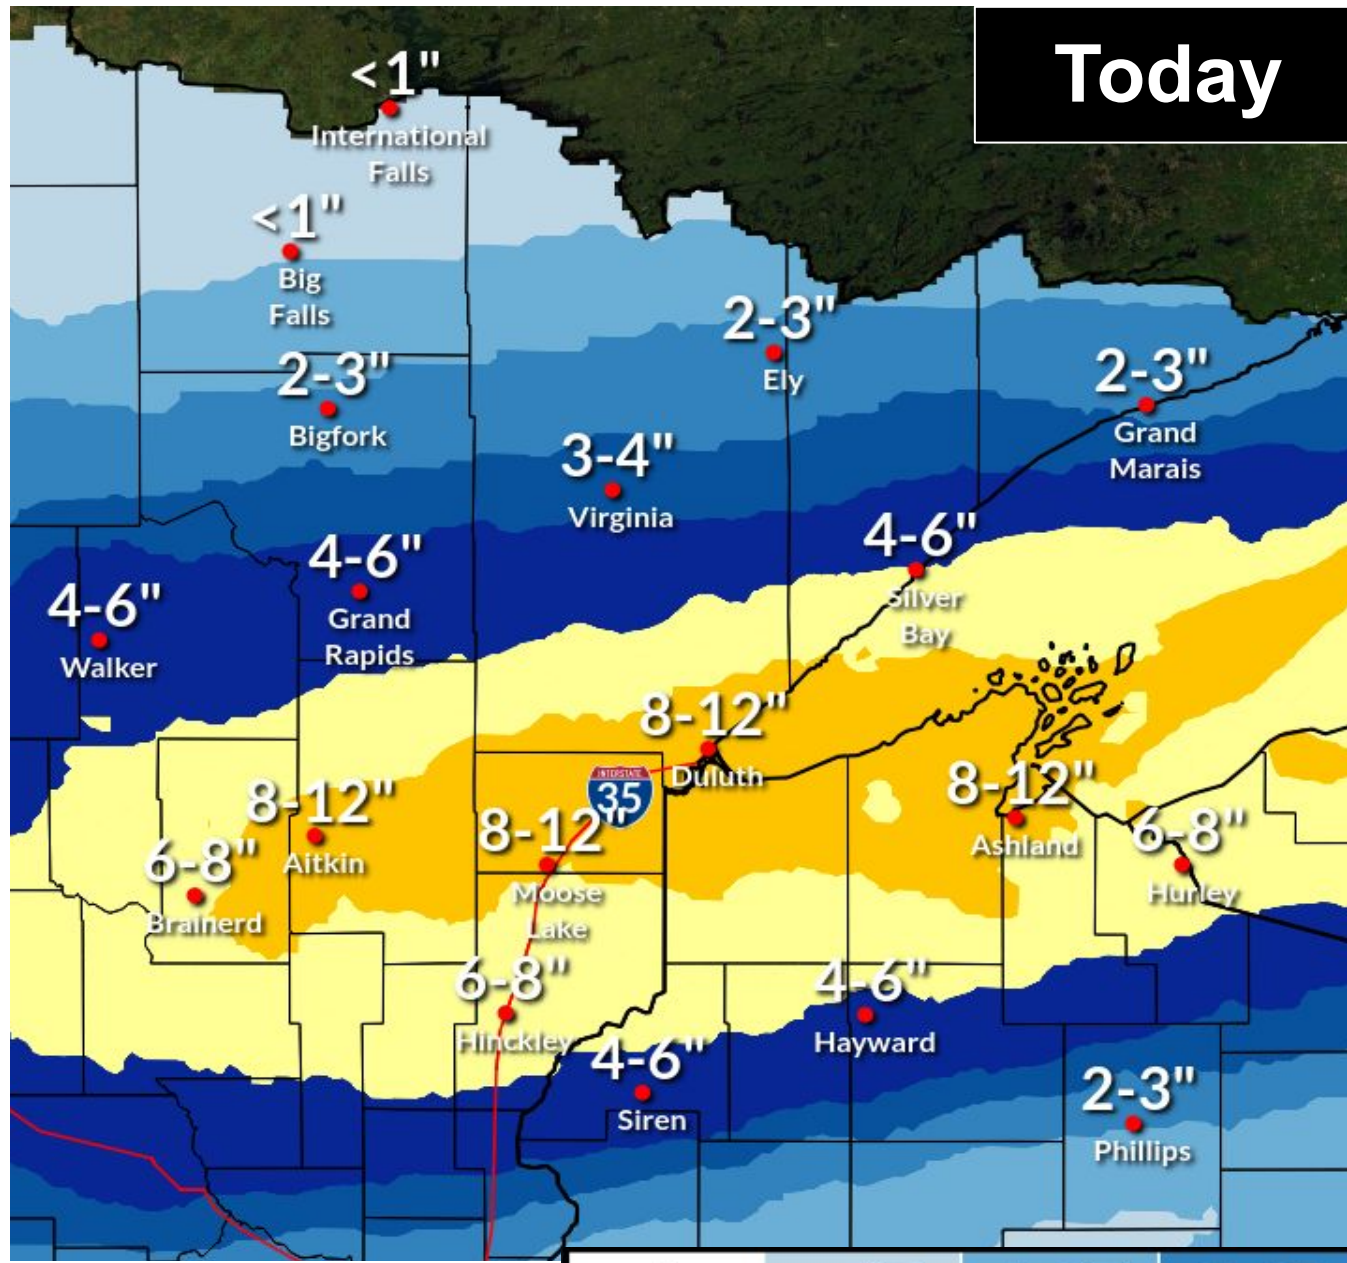 Today
<1"
International
Falls
<1"
Big
Falls
2-3"
Ely
2-3"
Bigfork
2-3"
Grand
Marais
3-4"
Virginia
4-6"
Silver
Bay
4-6"
Grand
Rapids
4-6"
Walker
8-12"
Duluth
INTERSTATE
35
8-12"
Aitkin
8-12"
Moose
Lake
8-12"
Ashland
6-8"
Brainerd
6-8"
Hurley
6-8"
Hinckley
4-6"
Hayward
4-6"
Siren
2-3"
Phillips